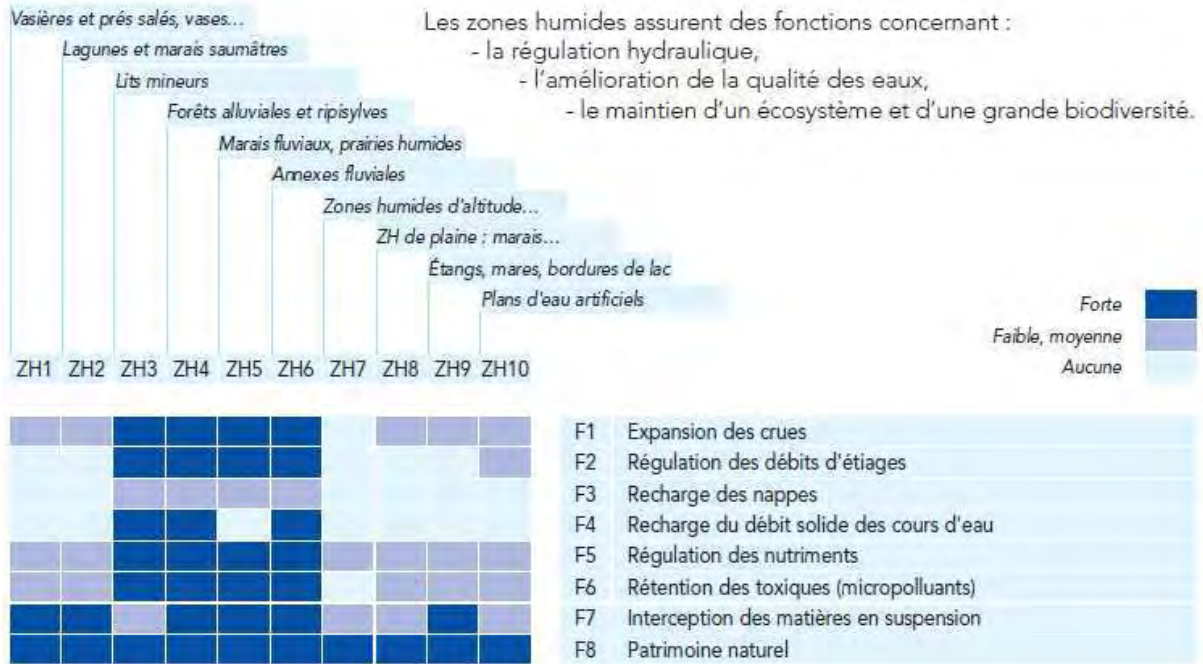 Vasières et prés salés, vases...
Lagunes et marais saumâtres
Lits mineurs
Forêts alluviales et ripisylves
Marais fluviaux, prairies humides
Annexes fluviales
Zones humides d'altitude...
ZH de plaine : marais...
Étangs, mares, bordures de lac
Plans d'eau artificiels
Les zones humides assurent des fonctions concernant :
- la régulation hydraulique,
- l'amélioration de la qualité des eaux,
- le maintien d'un écosystème et d'une grande biodiversité.
Forte
Faible, moyenne
Aucune
ZH1 ZH2 ZH3 ZH4 ZH5 ZH6 ZH7 ZH8 ZH9 ZH10
F1 Expansion des crues
F2 Régulation des débits d'étiages
F3 Recharge des nappes
F4 Recharge du débit solide des cours d'eau
F5 Régulation des nutriments
F6 Rétention des toxiques (micropolluants)
F7 Interception des matières en suspension
F8 Patrimoine naturel